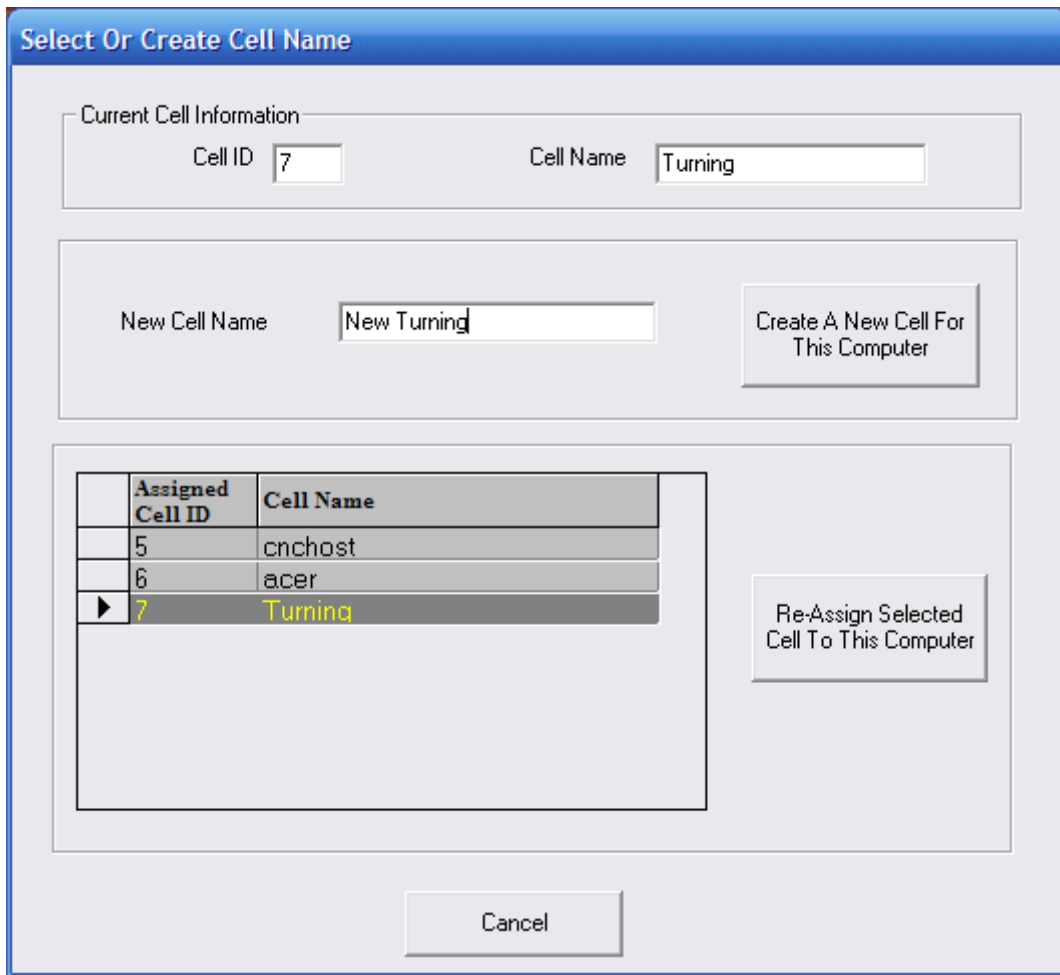 Select Or Create Cell Name
Current Cell Information
Cell ID 7 Cell Name Turning
New Cell Name New Turning
Create A New Cell For
This Computer
Assigned
Cell ID Cell Name
5 cnchost
6 acer
7 Turning
Re-Assign Selected
Cell To This Computer
Cancel